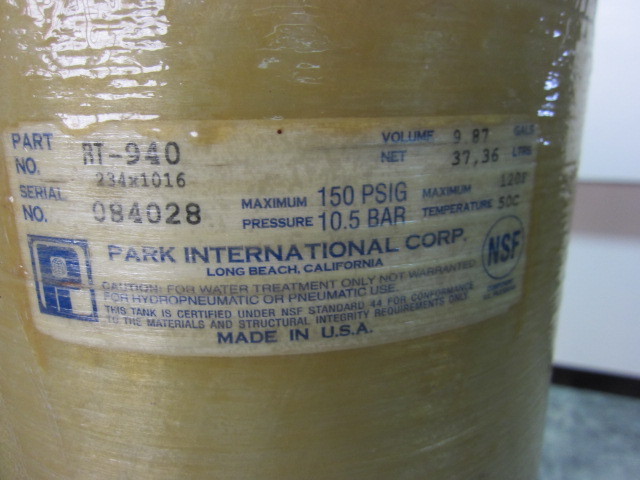 PART NO. RT-940
234x1016
SERIAL NO. 084028
VOLUME 9.87 GALS
NET 37,36 LTRS
MAXIMUM PRESSURE 150 PSIG 10.5 BAR
MAXIMUM TEMPERATURE 120F 50C
PARK INTERNATIONAL CORP.
LONG BEACH, CALIFORNIA
NSF
CAUTION: FOR WATER TREATMENT ONLY NOT WARRANTED
FOR HYDROPNEUMATIC OR PNEUMATIC USE.
THIS TANK IS CERTIFIED UNDER NSF STANDARD 44 FOR CONFORMANCE
TO THE MATERIALS AND STRUCTURAL INTEGRITY REQUIREMENTS ONLY.
MADE IN U.S.A.